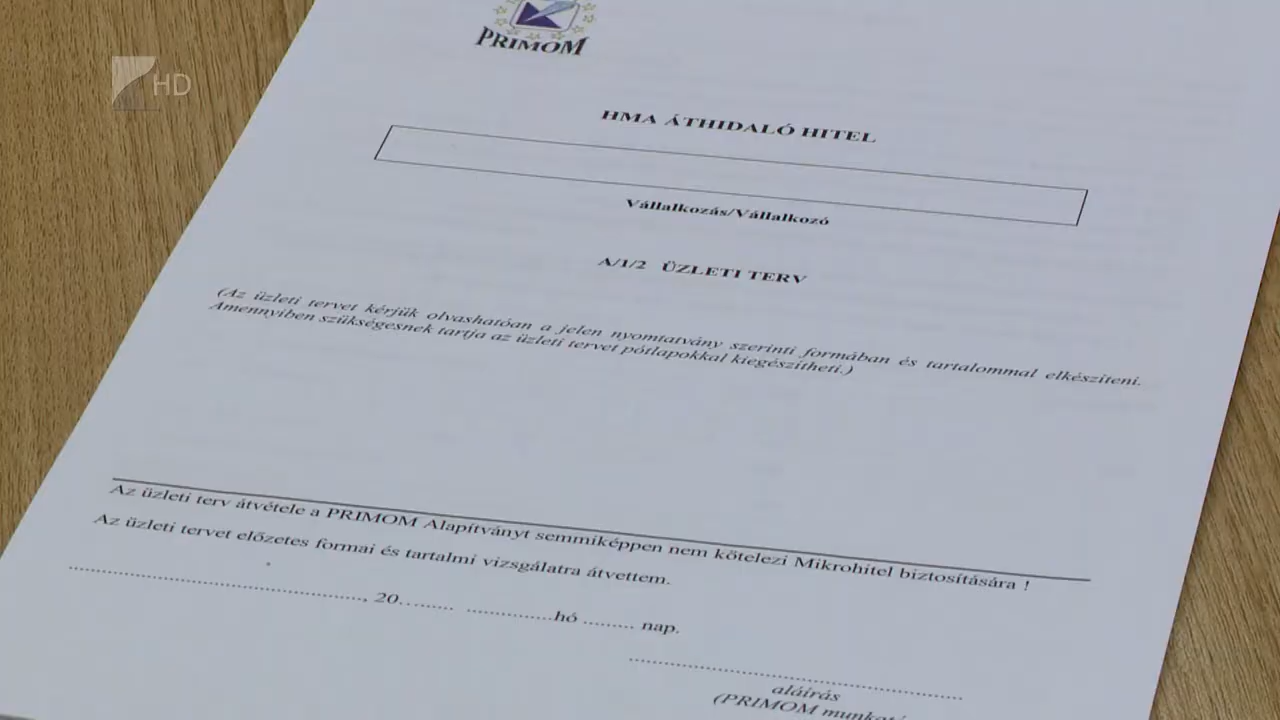 PRIMOM
HD
HMA ÁTHIDALÓ HITEL
Vállalkozás/Vállalkozó
A/1/2 ÜZLETI TERV
(Az üzleti tervet kérjük olvashatóan a jelen nyomtatvány szerinti formában és tartalommal elkészíteni.
Amennyiben szükségesnek tartja az üzleti tervet pótlapokkal kiegészítheti.)
Az üzleti terv átvétele a PRIMOM Alapítványt semmiképpen nem kötelezi Mikrohitel biztosítására !
Az üzleti tervet előzetes formai és tartalmi vizsgálatra átvettem.
............................................, 20......... .............hó ......... nap.
..................................................
aláírás
(PRIMOM